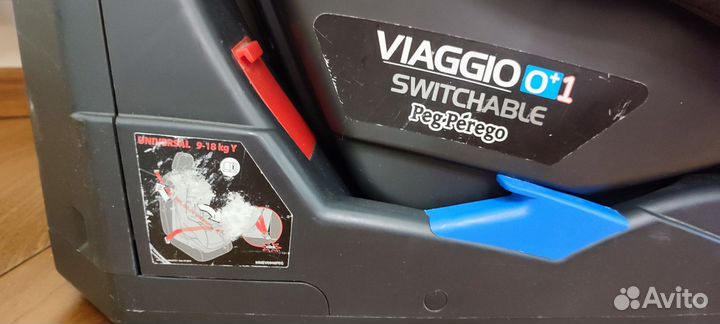 VIAGGIO 0+1
SWITCHABLE
Peg-Pérego
UNIVERSAL 9-18 kg Y
Avito